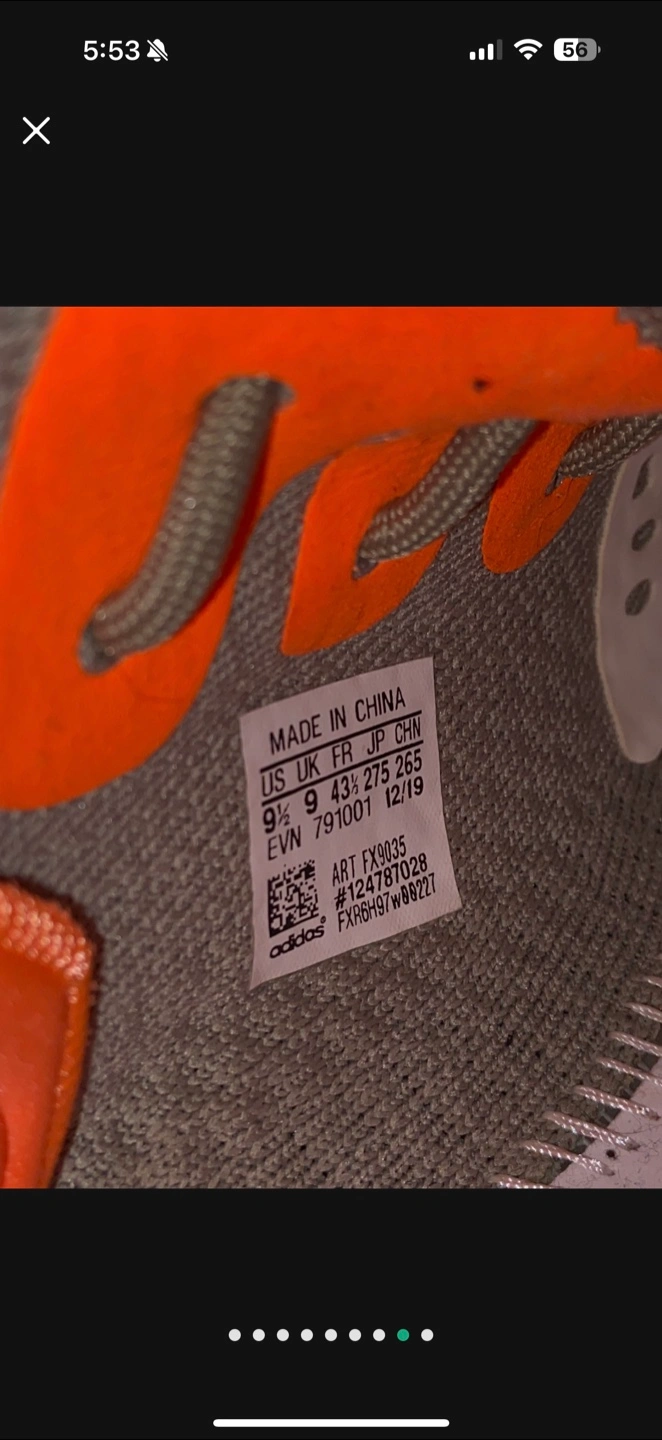 5:53
56
MADE IN CHINA
US UK FR JP CHN
9½ 9 43⅓ 275 265
EVN 791001 12/19
ART FX9035
#124787028
FXR6H97w00227
adidas